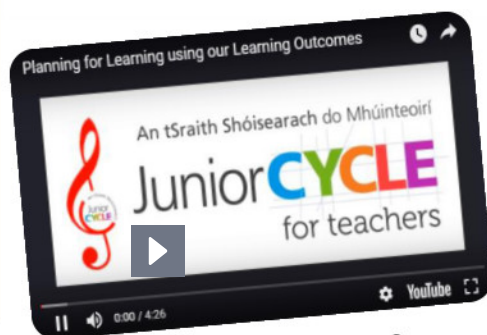 Planning for Learning using our Learning Outcomes
An tSraith Shóisearach do Mhúinteoirí
JuniorCYCLE
for teachers
Junior
CYCLE
0:00 / 4:26
YouTube